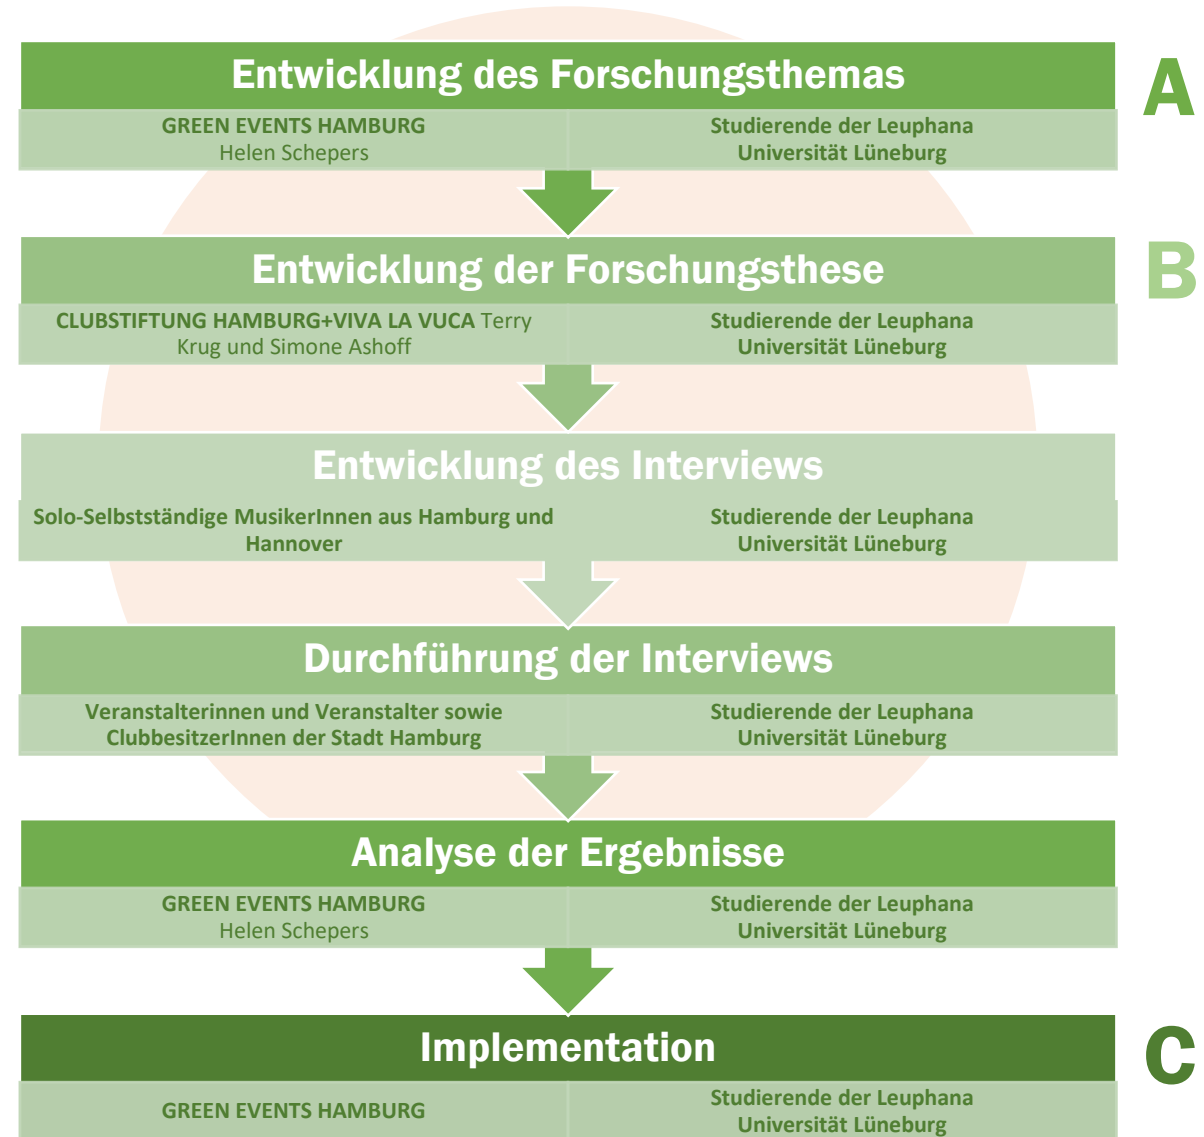 Entwicklung des Forschungsthemas
A
GREEN EVENTS HAMBURG
Helen Schepers
Studierende der Leuphana
Universität Lüneburg
Entwicklung der Forschungsthese
B
CLUBSTIFTUNG HAMBURG+VIVA LA VUCA Terry
Krug und Simone Ashoff
Studierende der Leuphana
Universität Lüneburg
Entwicklung des Interviews
Solo-Selbstständige MusikerInnen aus Hamburg und
Hannover
Studierende der Leuphana
Universität Lüneburg
Durchführung der Interviews
Veranstalterinnen und Veranstalter sowie
ClubbesitzerInnen der Stadt Hamburg
Studierende der Leuphana
Universität Lüneburg
Analyse der Ergebnisse
GREEN EVENTS HAMBURG
Helen Schepers
Studierende der Leuphana
Universität Lüneburg
Implementation
C
GREEN EVENTS HAMBURG
Studierende der Leuphana
Universität Lüneburg